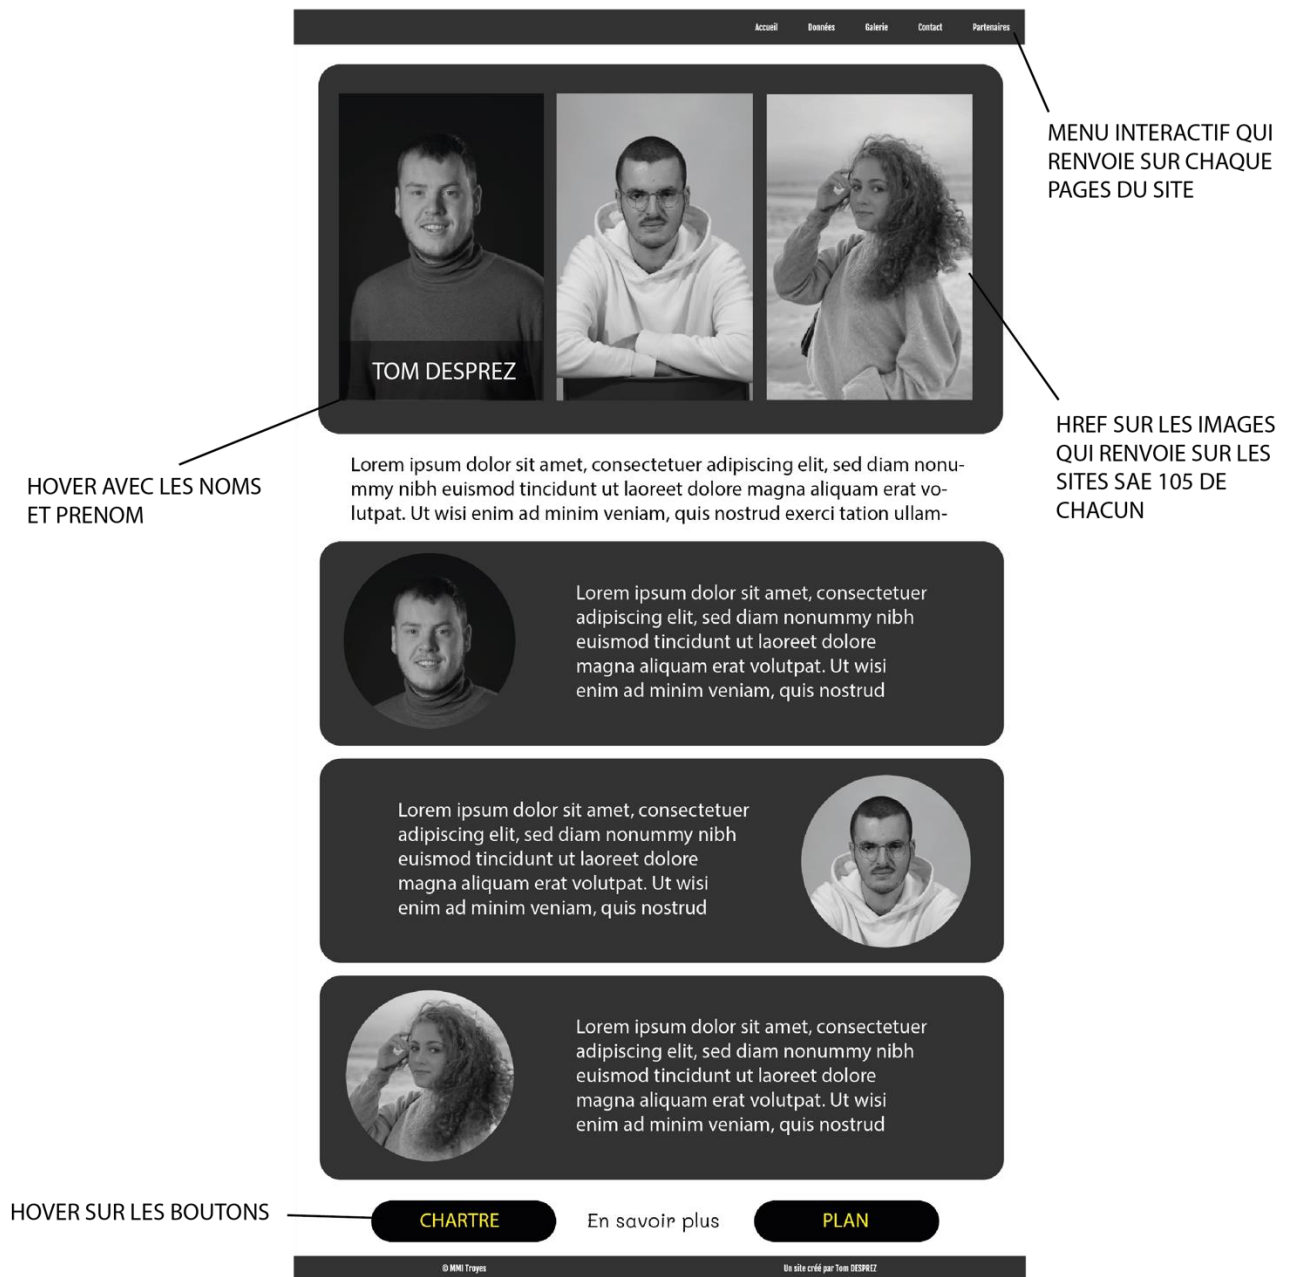 Accueil Données Galerie Contact Partenaires
MENU INTERACTIF QUI
RENVOIE SUR CHAQUE
PAGES DU SITE
TOM DESPREZ
HREF SUR LES IMAGES
QUI RENVOIE SUR LES
SITES SAE 105 DE
CHACUN
HOVER AVEC LES NOMS
ET PRENOM
Lorem ipsum dolor sit amet, consectetuer adipiscing elit, sed diam nonu-
mmy nibh euismod tincidunt ut laoreet dolore magna aliquam erat vo-
lutpat. Ut wisi enim ad minim veniam, quis nostrud exerci tation ullam-
Lorem ipsum dolor sit amet, consectetuer
adipiscing elit, sed diam nonummy nibh
euismod tincidunt ut laoreet dolore
magna aliquam erat volutpat. Ut wisi
enim ad minim veniam, quis nostrud
Lorem ipsum dolor sit amet, consectetuer
adipiscing elit, sed diam nonummy nibh
euismod tincidunt ut laoreet dolore
magna aliquam erat volutpat. Ut wisi
enim ad minim veniam, quis nostrud
Lorem ipsum dolor sit amet, consectetuer
adipiscing elit, sed diam nonummy nibh
euismod tincidunt ut laoreet dolore
magna aliquam erat volutpat. Ut wisi
enim ad minim veniam, quis nostrud
HOVER SUR LES BOUTONS
CHARTRE En savoir plus PLAN
© MMI Troyes Un site créé par Tom DESPREZ